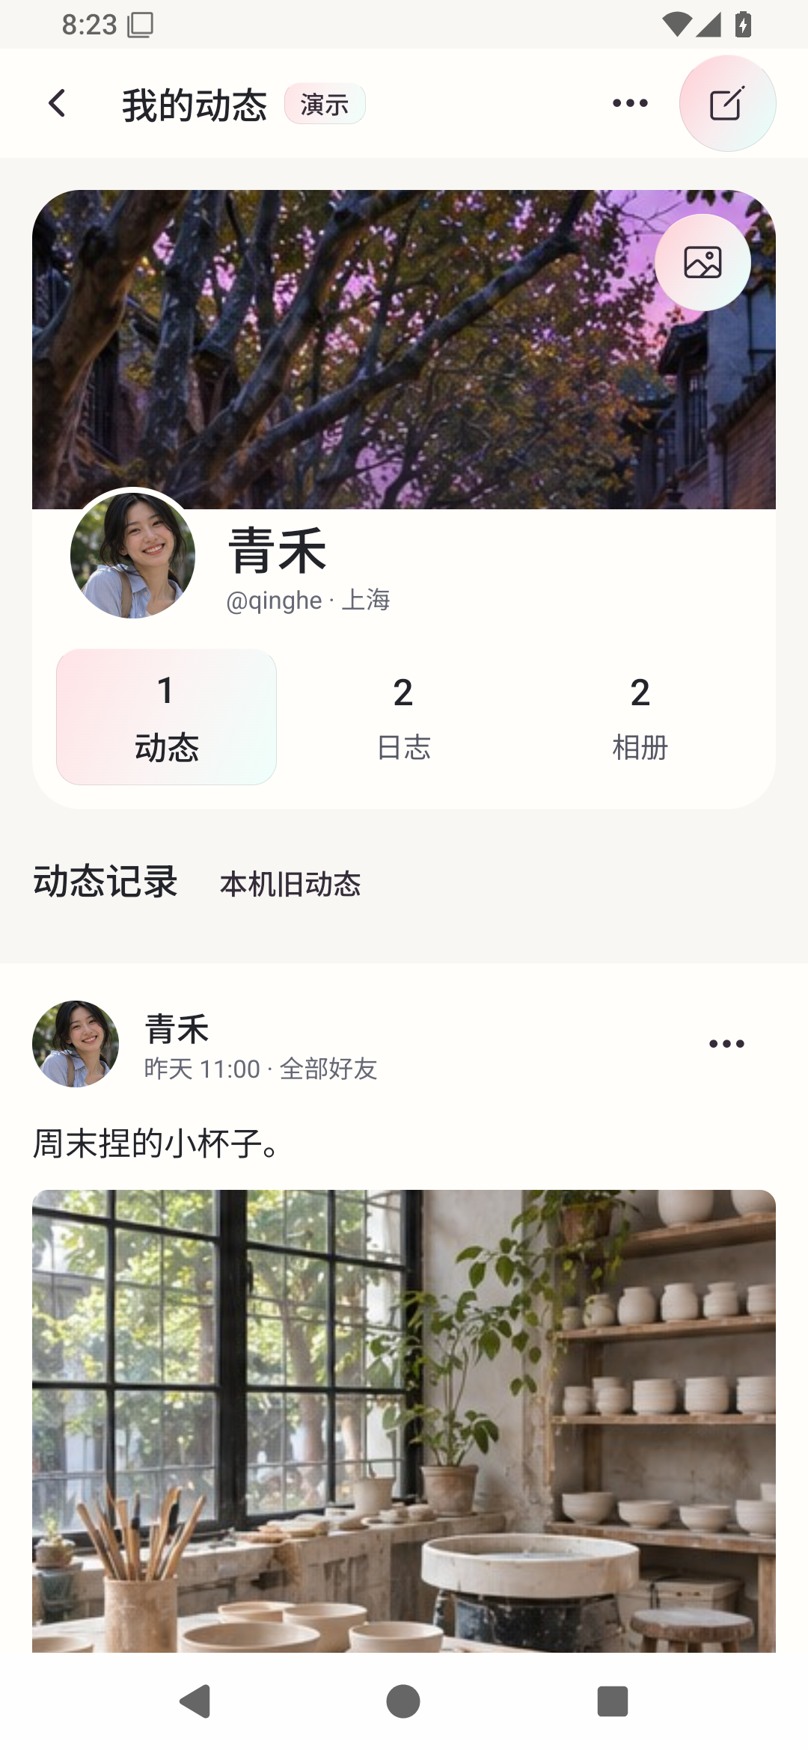 8:23
我的动态 演示
青禾
@qinghe · 上海
1 2 2
动态 日志 相册
动态记录 本机旧动态
青禾
昨天 11:00 · 全部好友
周末捏的小杯子。